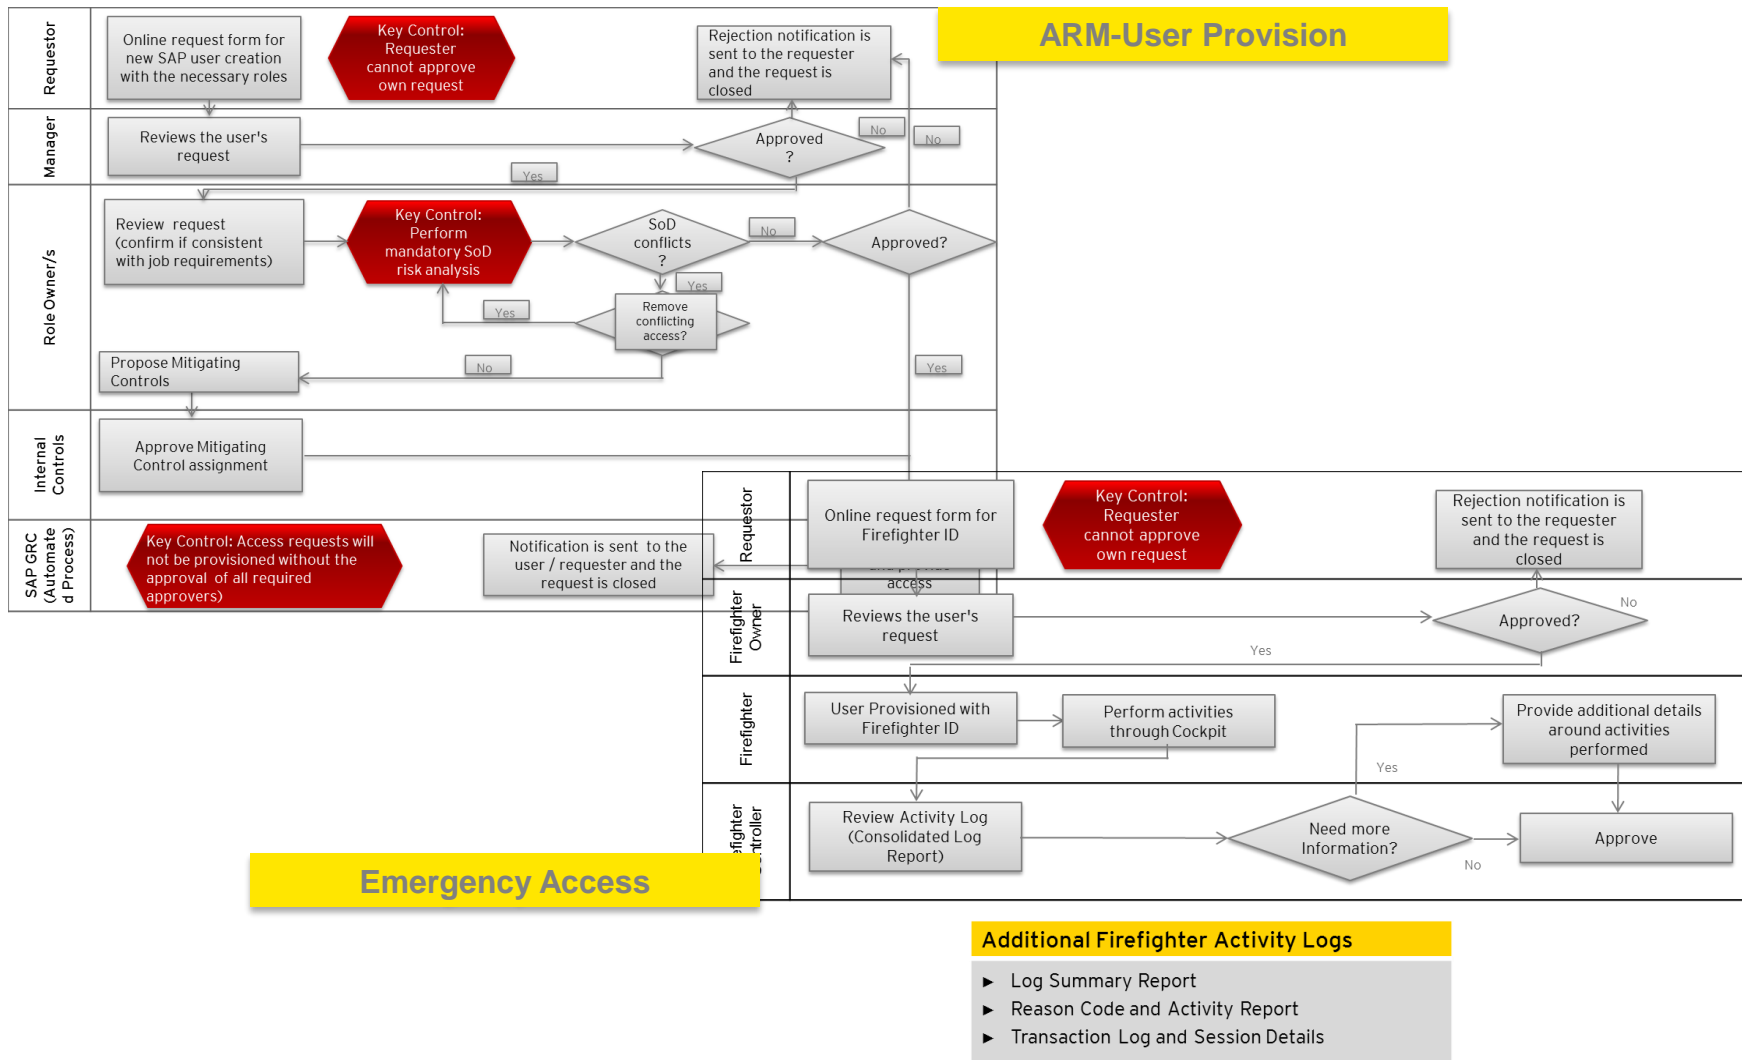 ARM-User Provision
Requestor
Online request form for
new SAP user creation
with the necessary roles
Key Control:
Requester
cannot approve
own request
Rejection notification is
sent to the requester
and the request is
closed
Manager
Reviews the user's
request
Approved
?
No
No
Yes
Role Owner/s
Review request
(confirm if consistent
with job requirements)
Key Control:
Perform
mandatory SoD
risk analysis
SoD
conflicts
?
No
Approved?
Yes
Remove
conflicting
access?
Yes
No
Yes
Propose Mitigating
Controls
Internal
Controls
Approve Mitigating
Control assignment
SAP GRC
(Automate
d Process)
Key Control: Access requests will
not be provisioned without the
approval of all required
approvers)
Notification is sent to the
user / requester and the
request is closed
access
Requestor
Online request form for
Firefighter ID
Key Control:
Requester
cannot approve
own request
Rejection notification is
sent to the requester
and the request is
closed
Firefighter
Owner
Reviews the user's
request
Approved?
No
Yes
Firefighter
User Provisioned with
Firefighter ID
Perform activities
through Cockpit
Provide additional details
around activities
performed
Yes
Review Activity Log
(Consolidated Log
Report)
Need more
Information?
No
Approve
Emergency Access
Additional Firefighter Activity Logs
► Log Summary Report
► Reason Code and Activity Report
► Transaction Log and Session Details